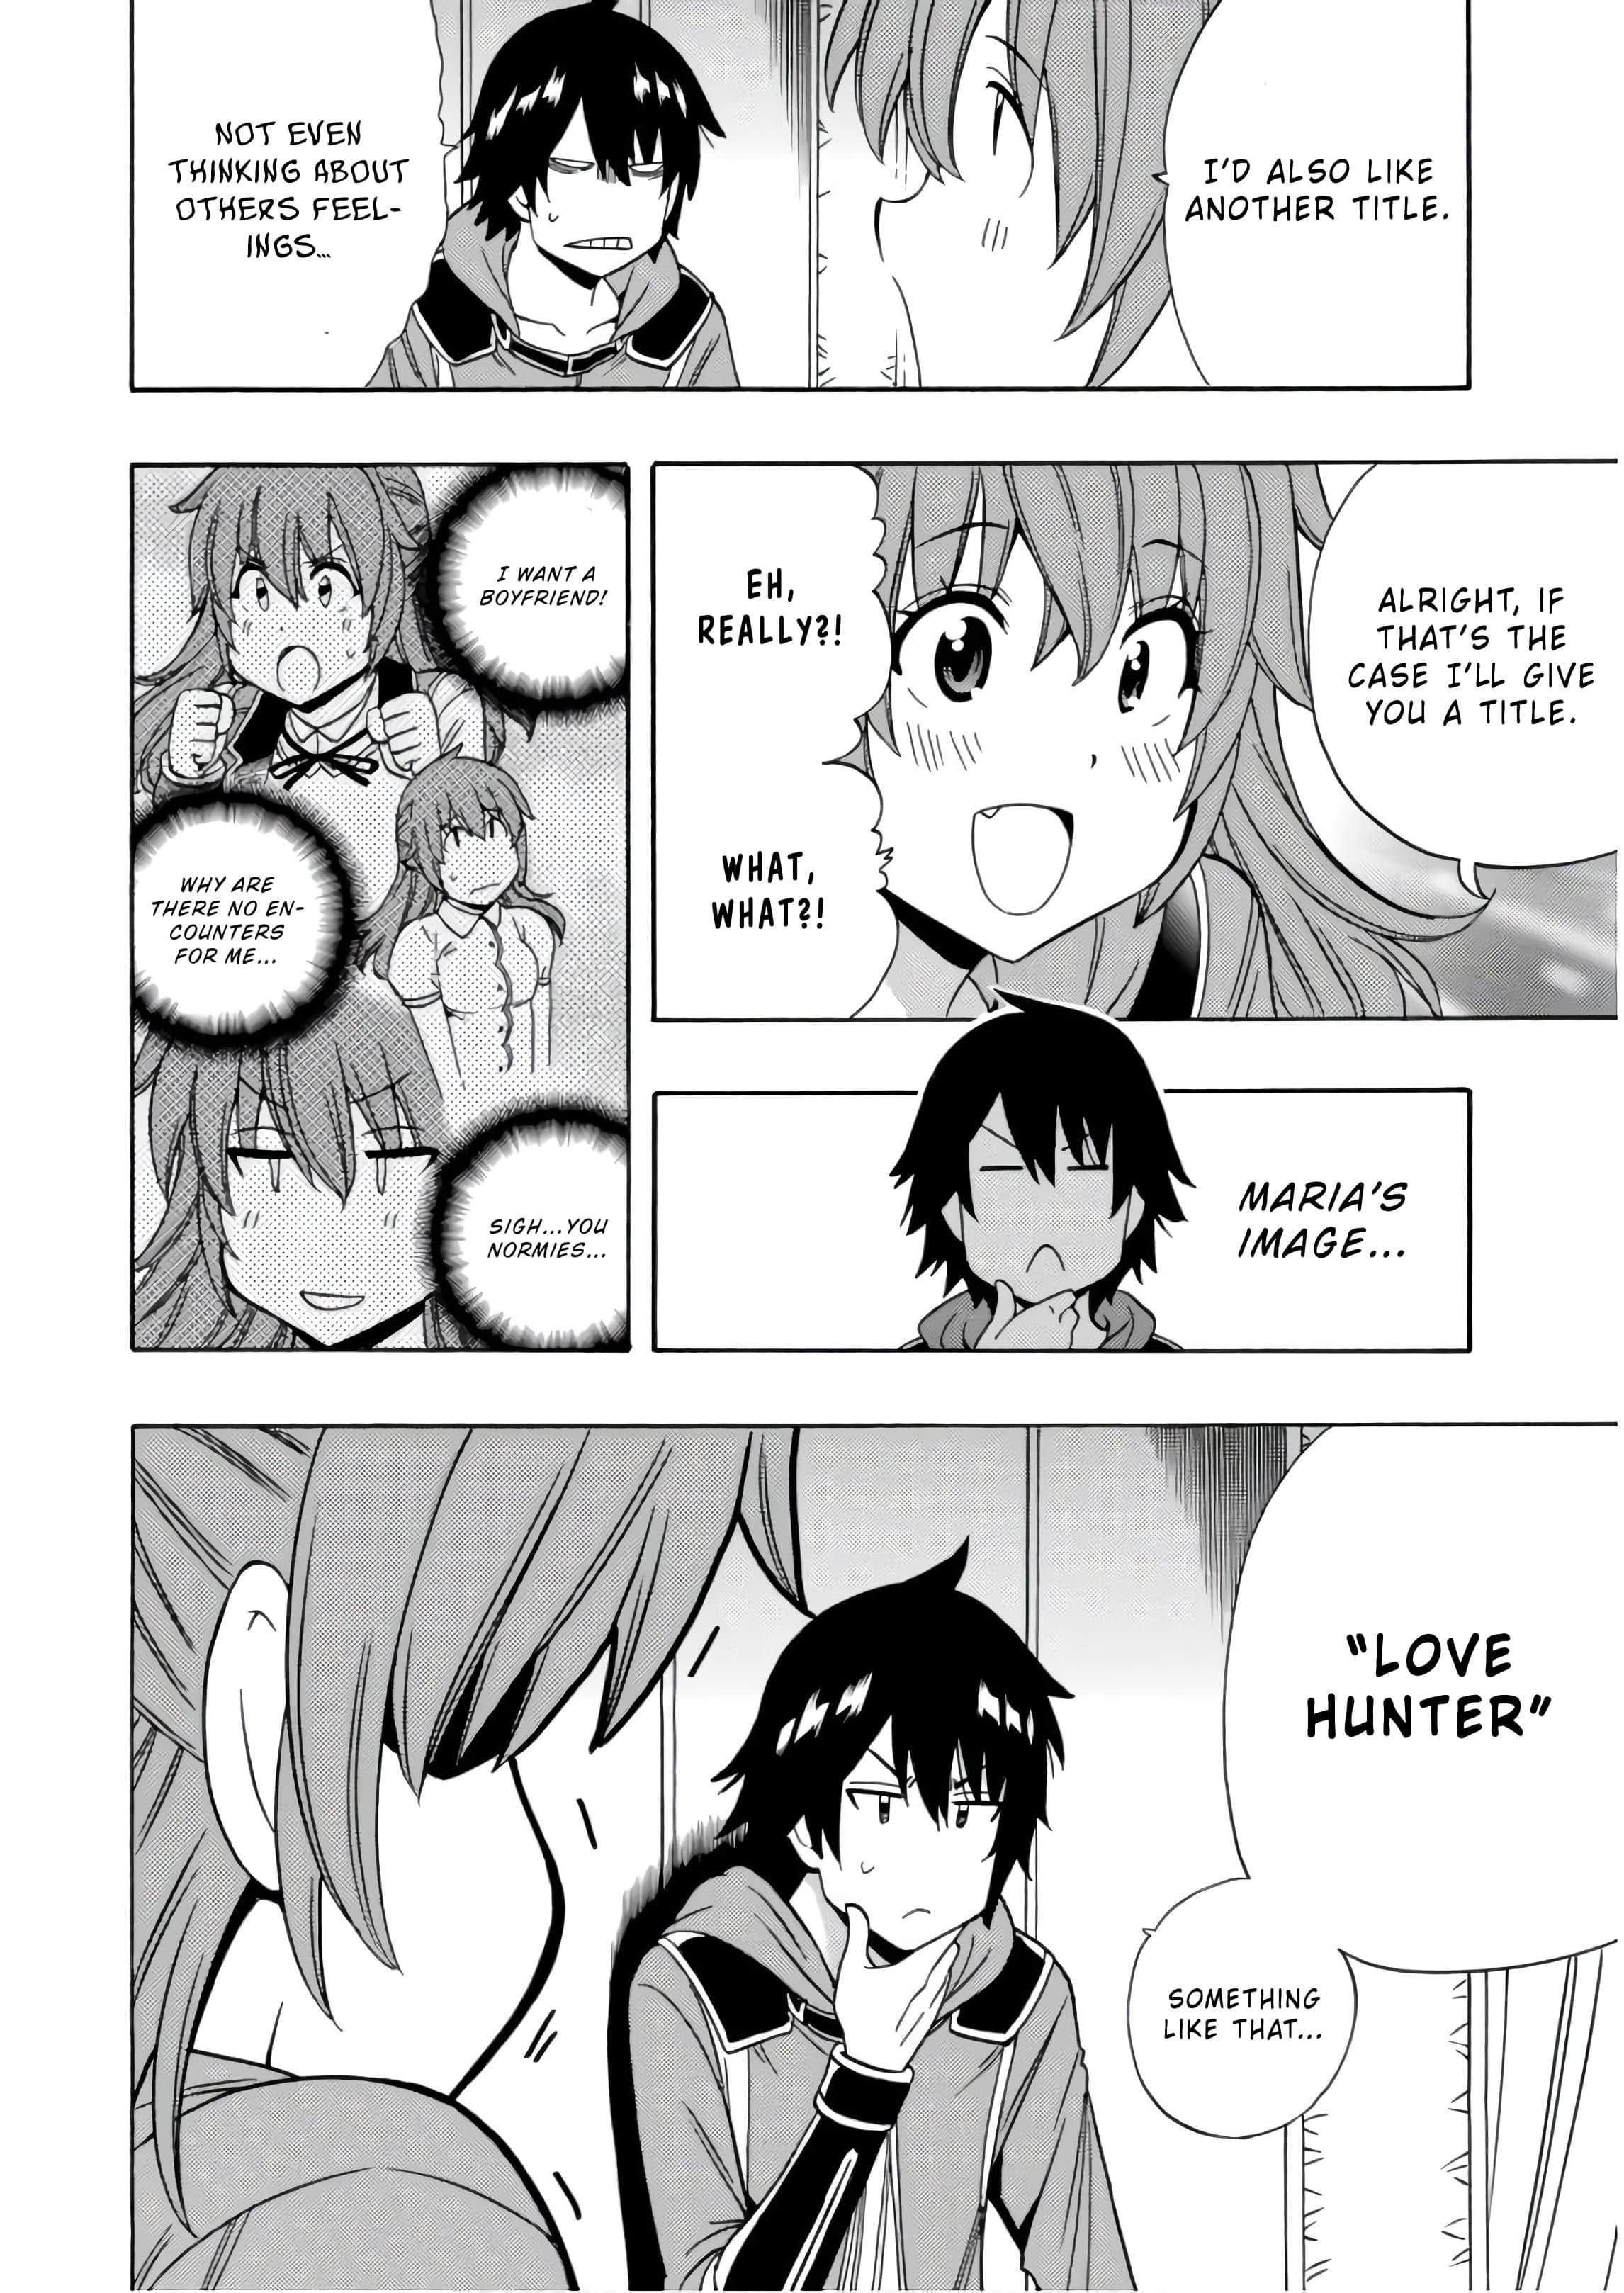 I'D ALSO LIKE
ANOTHER TITLE.
NOT EVEN
THINKING ABOUT
OTHERS FEEL-
INGS...
ALRIGHT, IF
THAT'S THE
CASE I'LL GIVE
YOU A TITLE.
EH,
REALLY?!
WHAT,
WHAT?!
MARIA'S
IMAGE...
I WANT A
BOYFRIEND!
WHY ARE
THERE NO EN-
COUNTERS
FOR ME...
SIGH...YOU
NORMIES...
"LOVE
HUNTER"
SOMETHING
LIKE THAT...